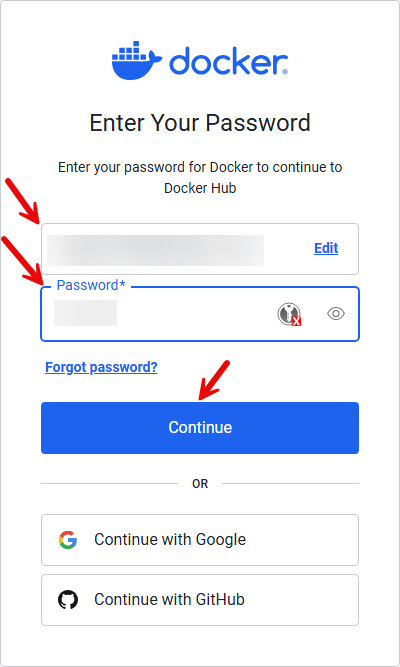 docker
Enter Your Password
Enter your password for Docker to continue to
Docker Hub
Edit
Password*
Forgot password?
Continue
OR
Continue with Google
Continue with GitHub